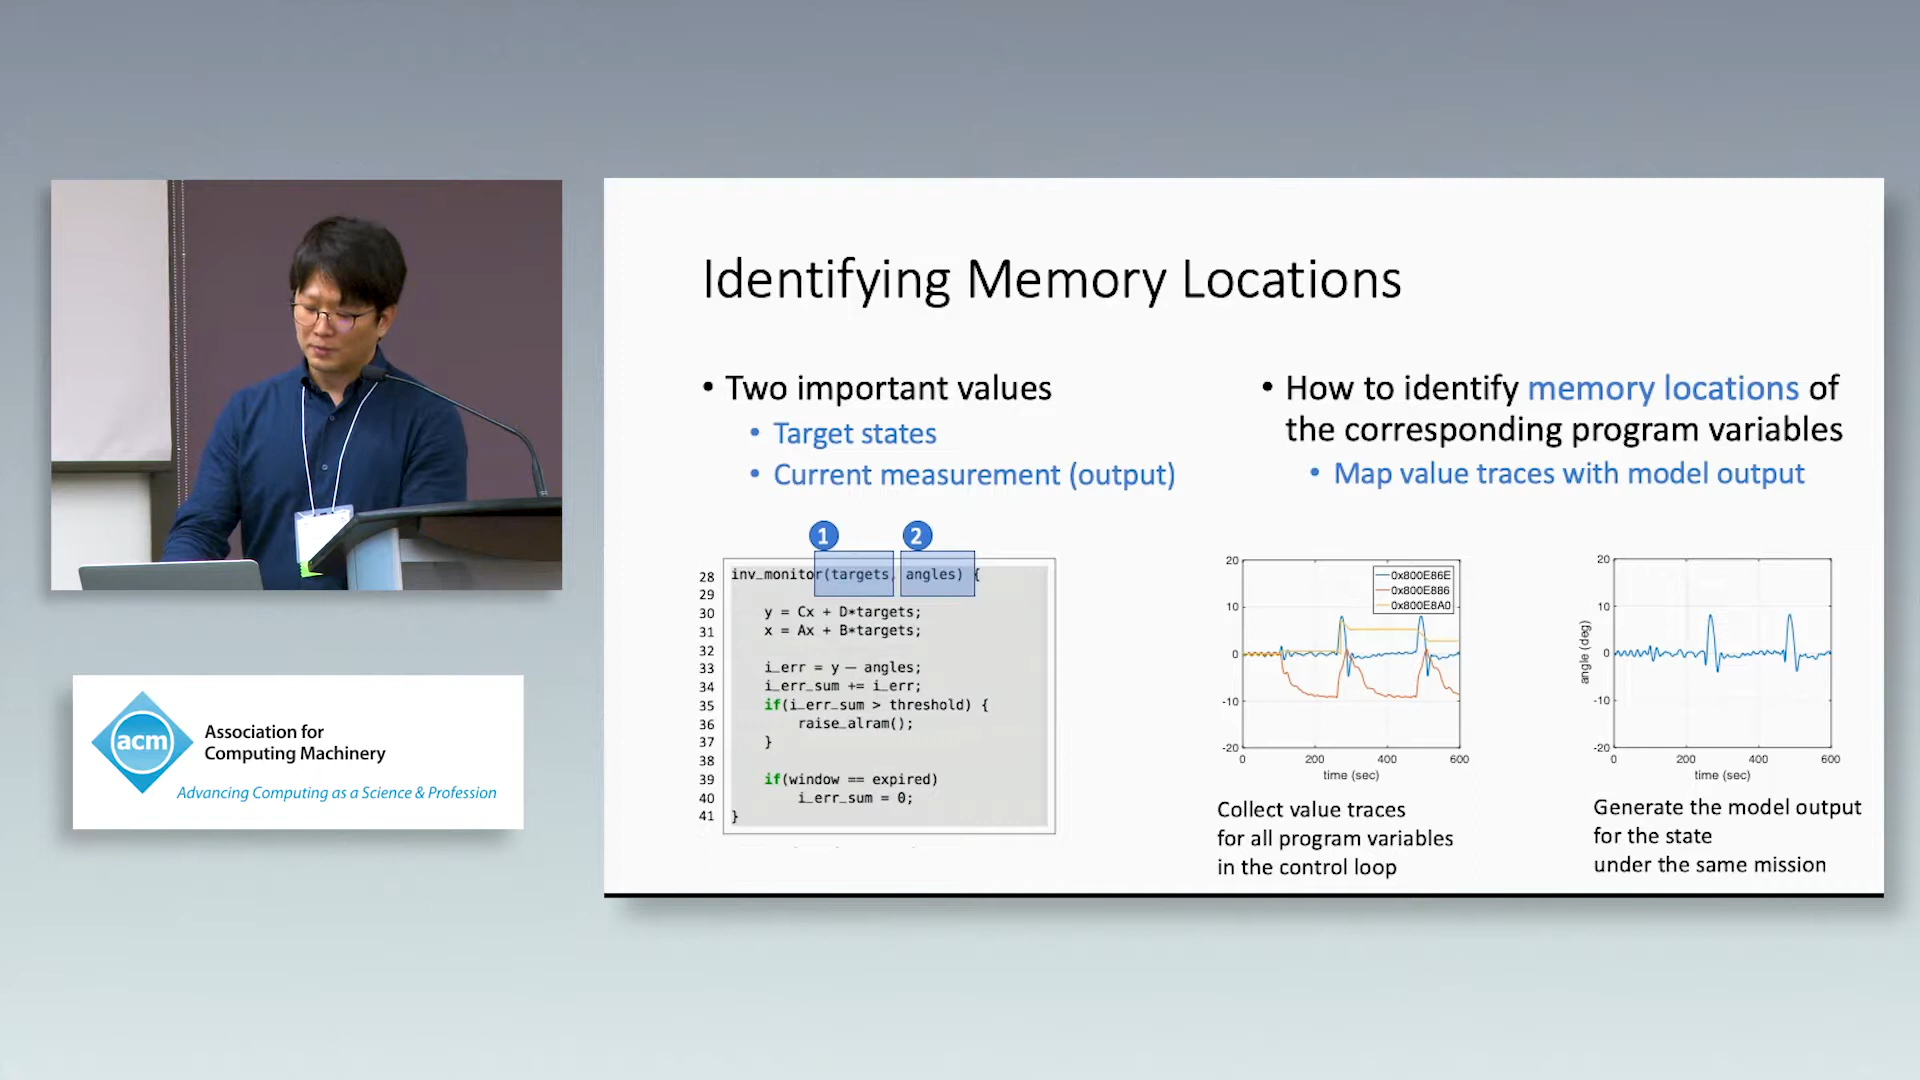 Identifying Memory Locations
• Two important values
• Target states
• Current measurement (output)
1 2
28 inv_monitor(targets, angles) {
29
30 y = Cx + D*targets;
31 x = Ax + B*targets;
32
33 i_err = y – angles;
34 i_err_sum += i_err;
35 if(i_err_sum > threshold) {
36 raise_alram();
37 }
38
39 if(window == expired)
40 i_err_sum = 0;
41 }
• How to identify memory locations of
the corresponding program variables
• Map value traces with model output
20
10
0
-10
-20
0 200 400 600
time (sec)
0x800E86E
0x800E886
0x800E8A0
Collect value traces
for all program variables
in the control loop
angle (deg)
20
10
0
-10
-20
0 200 400 600
time (sec)
Generate the model output
for the state
under the same mission
acm
Association for
Computing Machinery
Advancing Computing as a Science & Profession